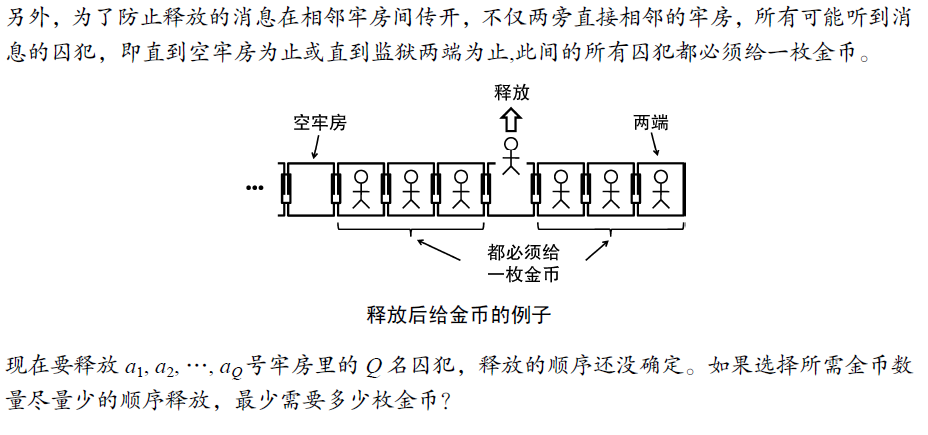 另外，为了防止释放的消息在相邻牢房间传开，不仅两旁直接相邻的牢房，所有可能听到消
息的囚犯，即直到空牢房为止或直到监狱两端为止,此间的所有囚犯都必须给一枚金币。
释放
空牢房
两端
...
都必须给
一枚金币
释放后给金币的例子
现在要释放 a1, a2, ⋯, aQ号牢房里的 Q 名囚犯，释放的顺序还没确定。如果选择所需金币数
量尽量少的顺序释放，最少需要多少枚金币？